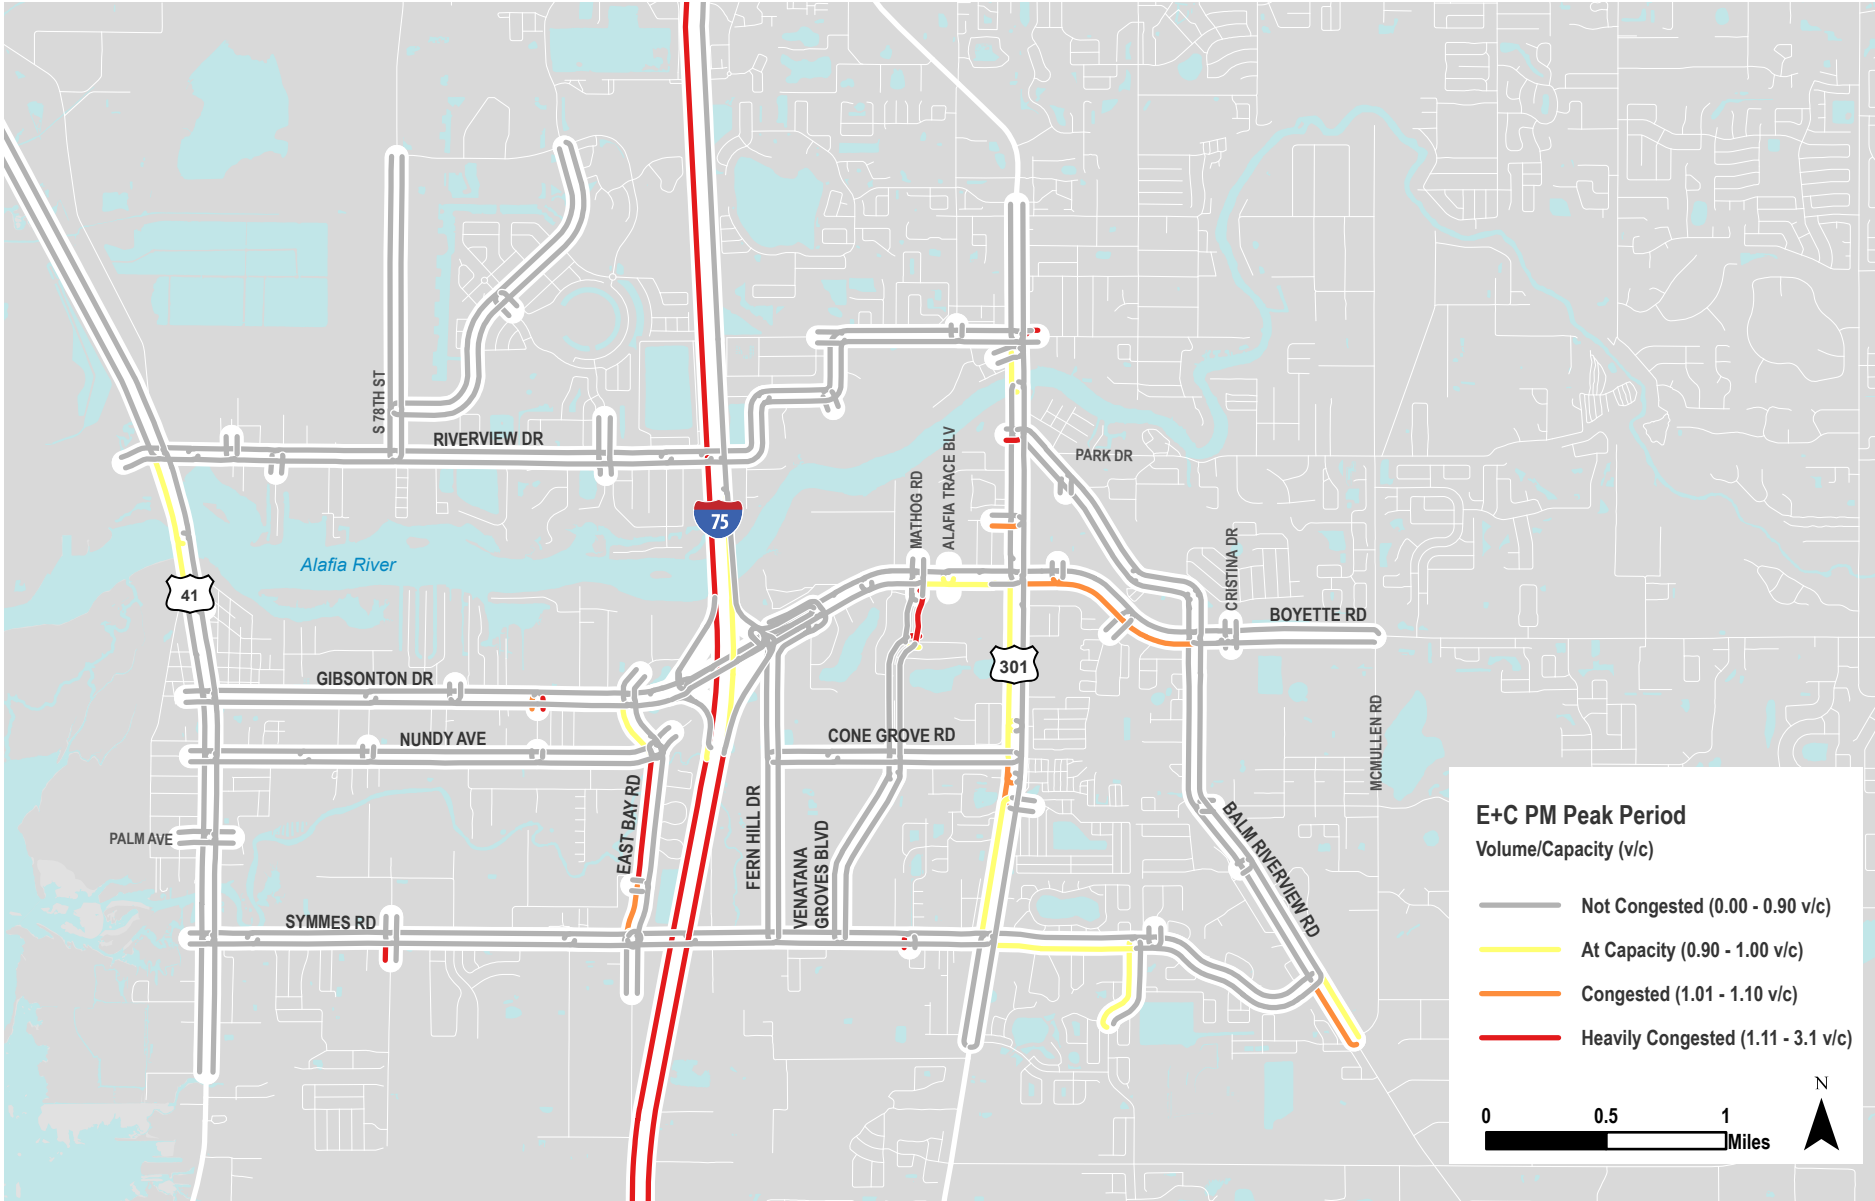 S 78TH ST
RIVERVIEW DR
PARK DR
MATHOG RD
ALAFIA TRACE BLV
75
Alafia River
41
CRISTINA DR
BOYETTE RD
301
GIBSONTON DR
NUNDY AVE
CONE GROVE RD
MCMULLEN RD
EAST BAY RD
FERN HILL DR
VENATANA
GROVES BLVD
BALM RIVERVIEW RD
PALM AVE
SYMMES RD
E+C PM Peak Period
Volume/Capacity (v/c)
Not Congested (0.00 - 0.90 v/c)
At Capacity (0.90 - 1.00 v/c)
Congested (1.01 - 1.10 v/c)
Heavily Congested (1.11 - 3.1 v/c)
N
0 0.5 1
Miles